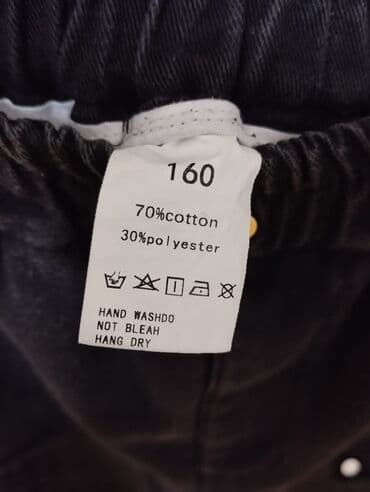 160
70%cotton
30%polyester
HAND WASHDO
NOT BLEAH
HANG DRY